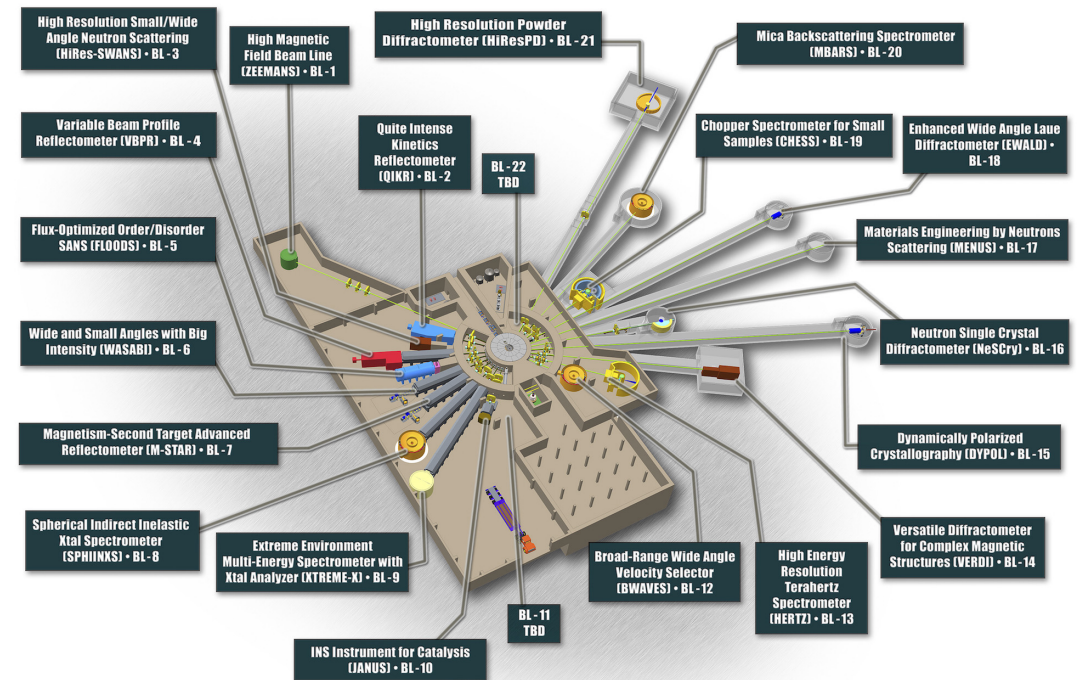 High Resolution Small/Wide
Angle Neutron Scattering
(HiRes-SWANS) • BL-3
High Magnetic
Field Beam Line
(ZEEMANS) • BL-1
High Resolution Powder
Diffractometer (HiResPD) • BL-21
Mica Backscattering Spectrometer
(MBARS) • BL-20
Variable Beam Profile
Reflectometer (VBPR) • BL-4
Quite Intense
Kinetics
Reflectometer
(QIKR) • BL-2
BL-22
TBD
Chopper Spectrometer for Small
Samples (CHESS) • BL-19
Enhanced Wide Angle Laue
Diffractometer (EWALD) •
BL-18
Flux-Optimized Order/Disorder
SANS (FLOODS) • BL-5
Materials Engineering by Neutrons
Scattering (MENUS) • BL-17
Wide and Small Angles with Big
Intensity (WASABI) • BL-6
Neutron Single Crystal
Diffractometer (NeSCry) • BL-16
Magnetism-Second Target Advanced
Reflectometer (M-STAR) • BL-7
Dynamically Polarized
Crystallography (DYPOL) • BL-15
Spherical Indirect Inelastic
Xtal Spectrometer
(SPHIINXS) • BL-8
Extreme Environment
Multi-Energy Spectrometer with
Xtal Analyzer (XTREME-X) • BL-9
Broad-Range Wide Angle
Velocity Selector
(BWAVES) • BL-12
High Energy
Resolution
Terahertz
Spectrometer
(HERTZ) • BL-13
Versatile Diffractometer
for Complex Magnetic
Structures (VERDI) • BL-14
BL-11
TBD
INS Instrument for Catalysis
(JANUS) • BL-10